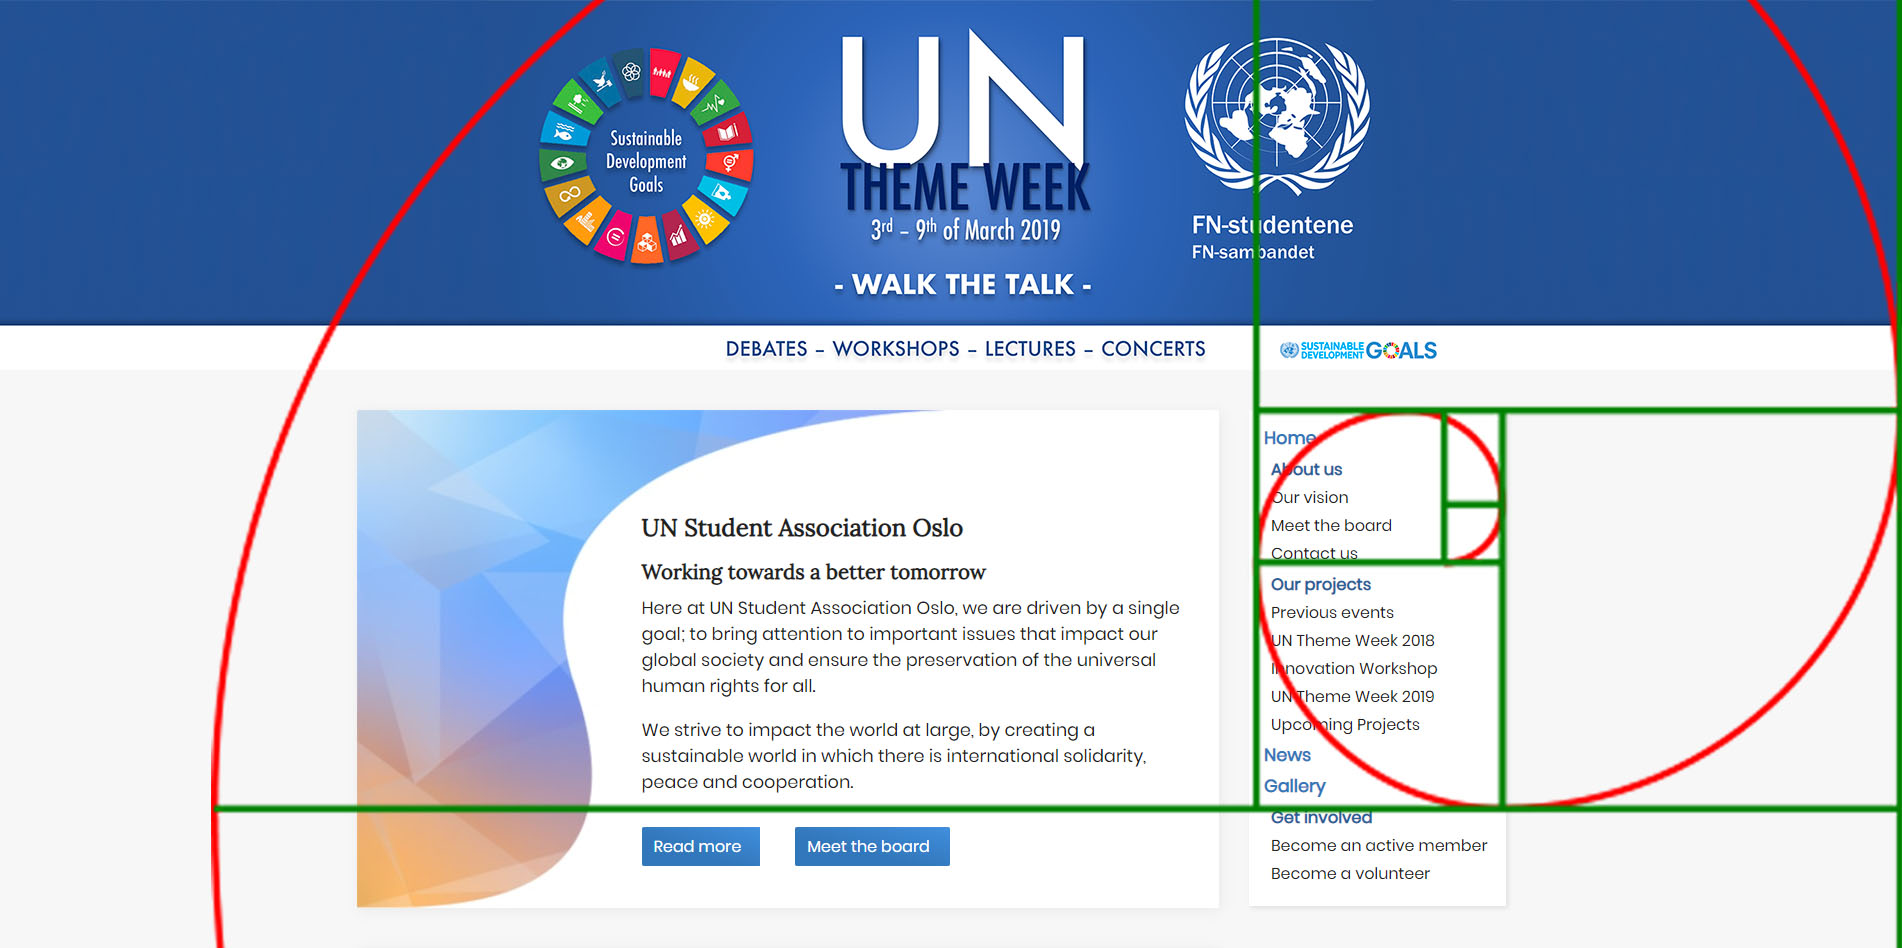 Sustainable
Development
Goals
UN
THEME WEEK
3rd – 9th of March 2019
- WALK THE TALK -
FN-studentene
FN-sambandet
DEBATES – WORKSHOPS – LECTURES – CONCERTS
SUSTAINABLE
DEVELOPMENT
GOALS
UN Student Association Oslo
Working towards a better tomorrow
Here at UN Student Association Oslo, we are driven by a single
goal; to bring attention to important issues that impact our
global society and ensure the preservation of the universal
human rights for all.
We strive to impact the world at large, by creating a
sustainable world in which there is international solidarity,
peace and cooperation.
Read more
Meet the board
Home
About us
Our vision
Meet the board
Contact us
Our projects
Previous events
UN Theme Week 2018
Innovation Workshop
UN Theme Week 2019
Upcoming Projects
News
Gallery
Get involved
Become an active member
Become a volunteer